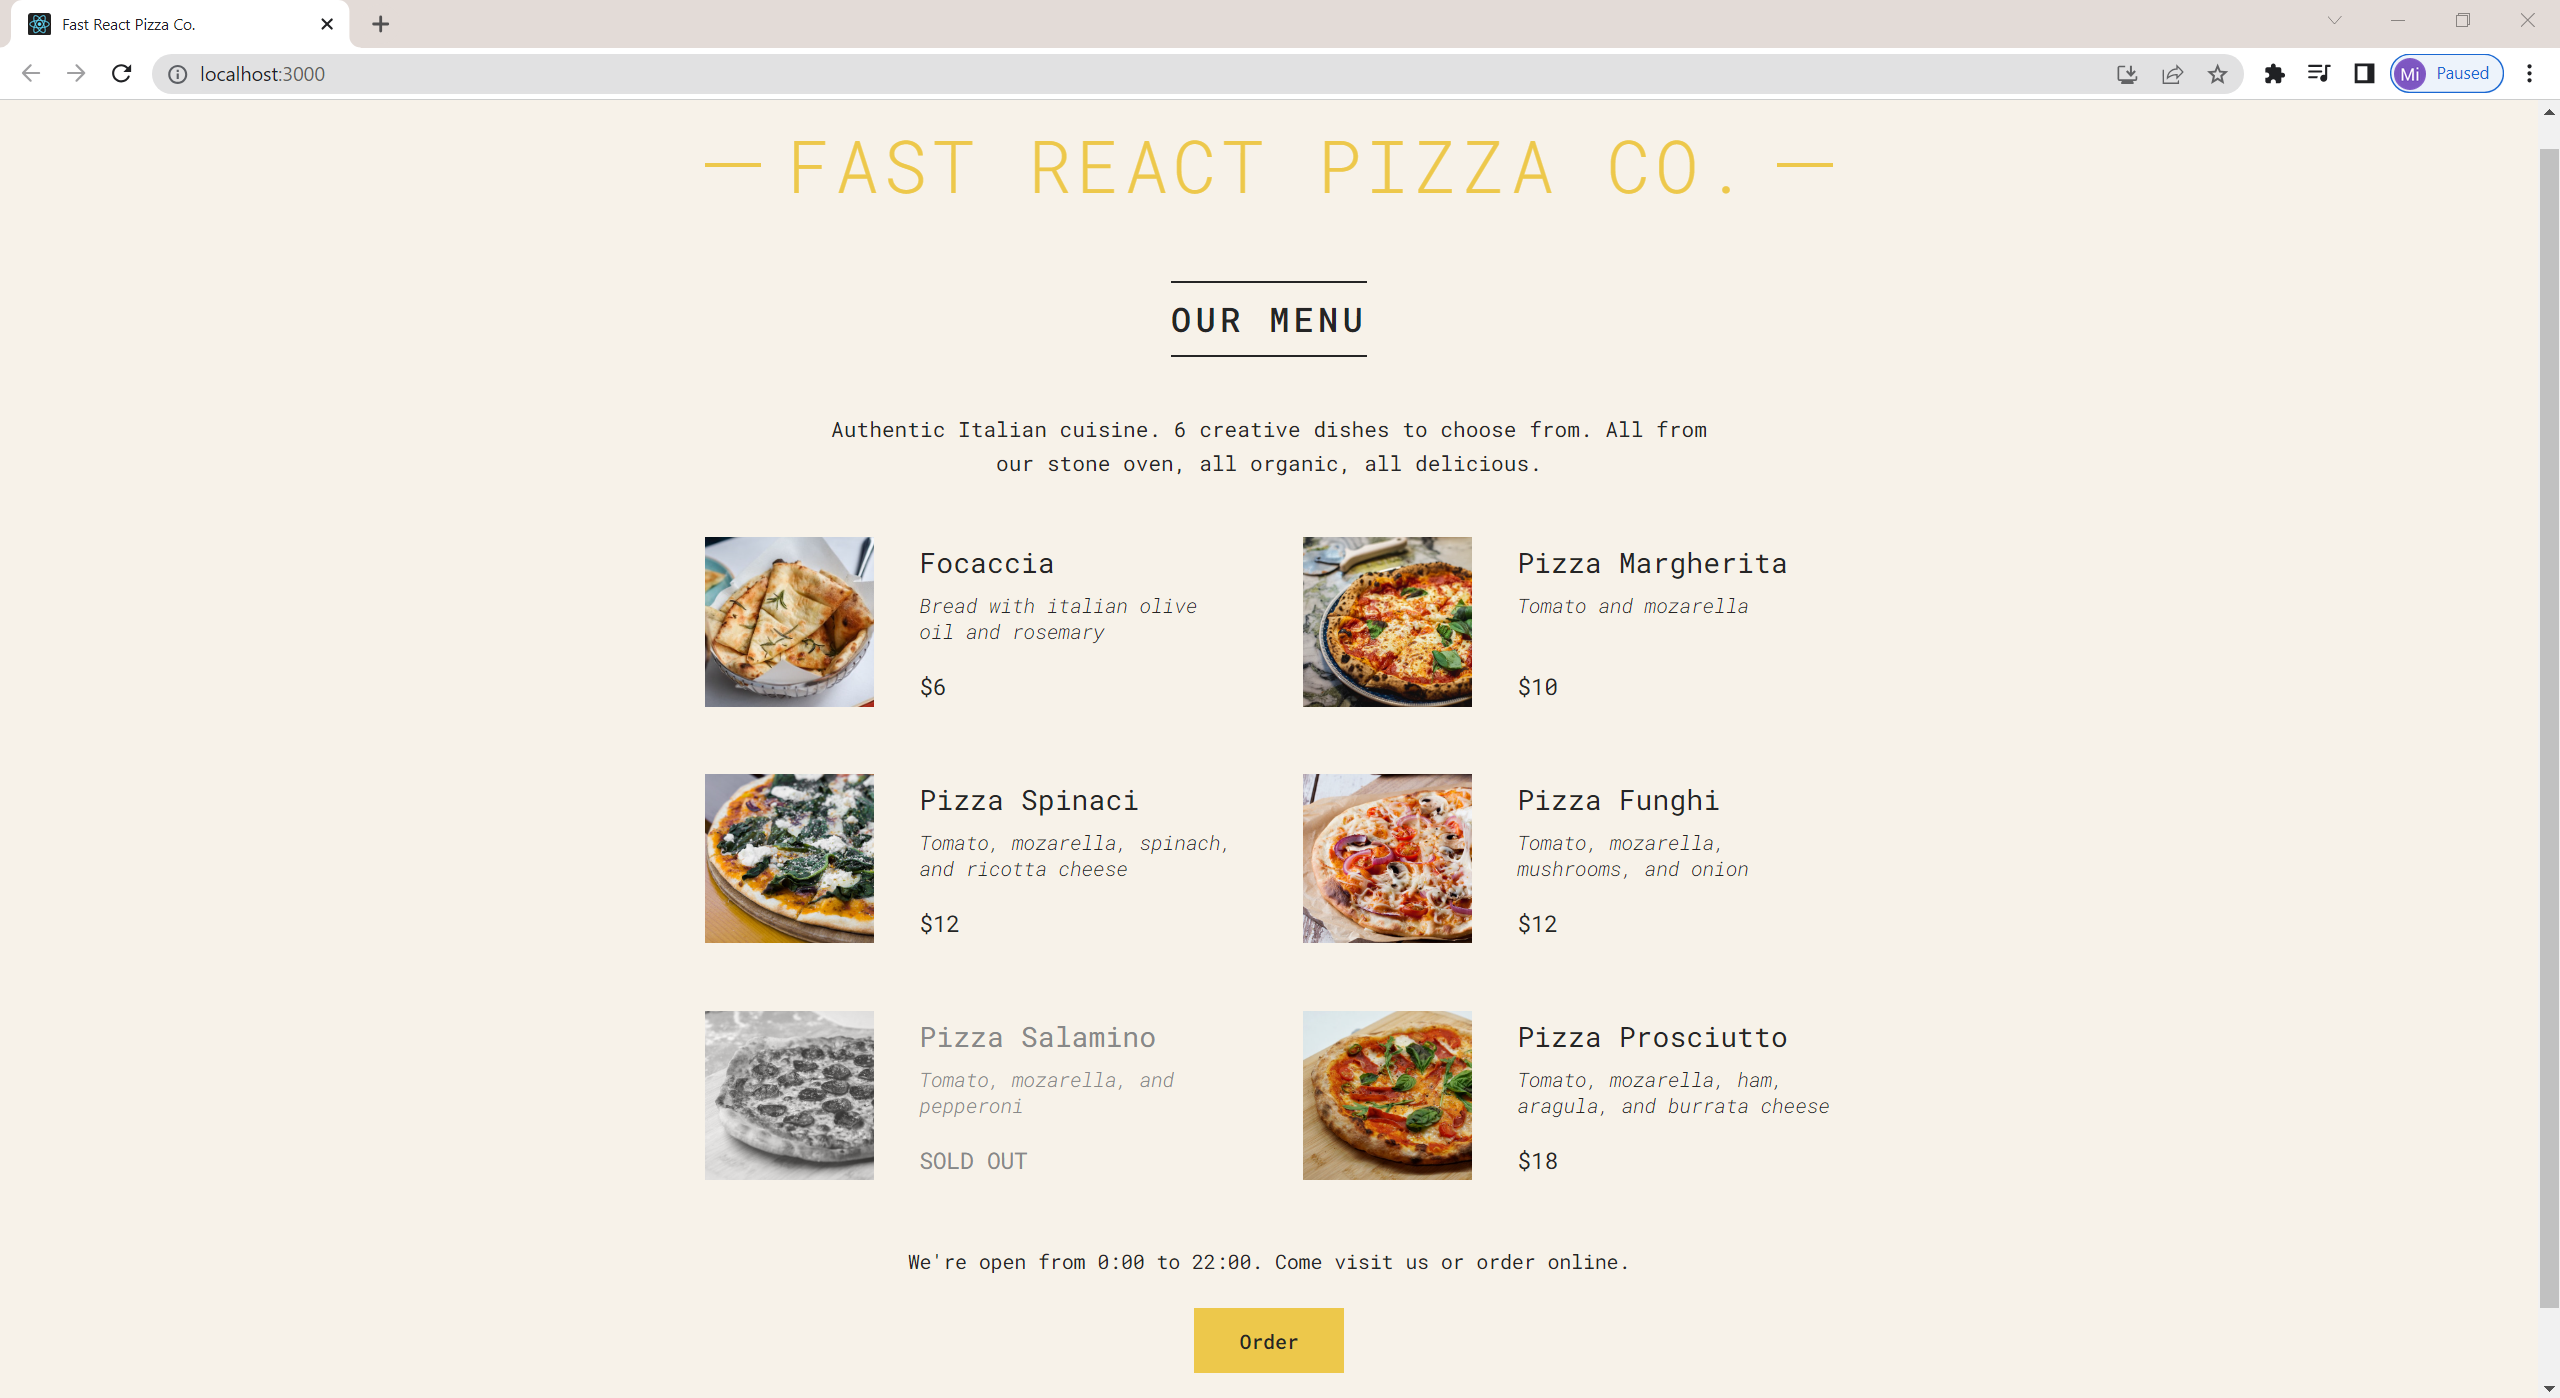 Fast React Pizza Co.
localhost:3000
Mi Paused
— FAST REACT PIZZA CO. —
OUR MENU
Authentic Italian cuisine. 6 creative dishes to choose from. All from
our stone oven, all organic, all delicious.
Focaccia
Bread with italian olive
oil and rosemary
$6
Pizza Margherita
Tomato and mozarella
$10
Pizza Spinaci
Tomato, mozarella, spinach,
and ricotta cheese
$12
Pizza Funghi
Tomato, mozarella,
mushrooms, and onion
$12
Pizza Salamino
Tomato, mozarella, and
pepperoni
SOLD OUT
Pizza Prosciutto
Tomato, mozarella, ham,
aragula, and burrata cheese
$18
We're open from 0:00 to 22:00. Come visit us or order online.
Order